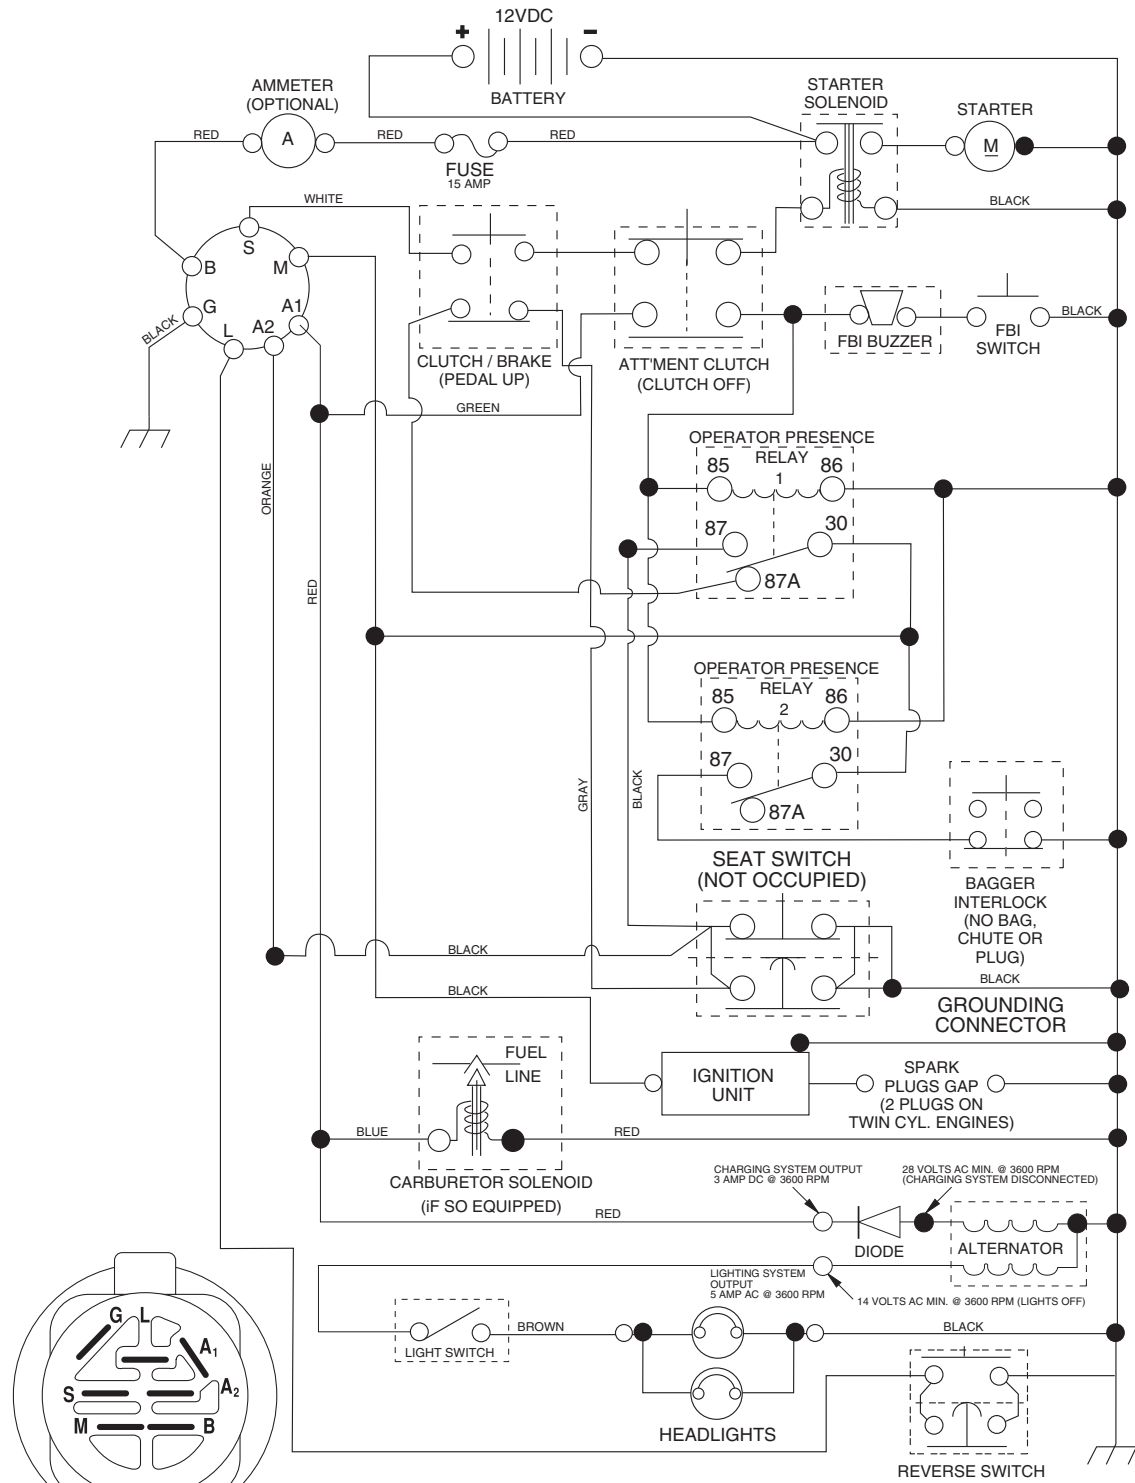 12VDC
+
-
BATTERY
AMMETER
(OPTIONAL)
RED
A
RED
FUSE
15 AMP
RED
STARTER
SOLENOID
STARTER
M
WHITE
BLACK
S
B
M
G
A1
L
A2
BLACK
CLUTCH / BRAKE
(PEDAL UP)
ATT'MENT CLUTCH
(CLUTCH OFF)
FBI BUZZER
FBI
SWITCH
BLACK
GREEN
ORANGE
RED
OPERATOR PRESENCE
RELAY
1
85
86
87
30
87A
OPERATOR PRESENCE
RELAY
2
85
86
87
30
87A
GRAY
BLACK
SEAT SWITCH
(NOT OCCUPIED)
BAGGER
INTERLOCK
(NO BAG,
CHUTE OR
PLUG)
BLACK
BLACK
BLACK
GROUNDING
CONNECTOR
FUEL
LINE
IGNITION
UNIT
SPARK
PLUGS GAP
(2 PLUGS ON
TWIN CYL. ENGINES)
BLUE
RED
CARBURETOR SOLENOID
(iF SO EQUIPPED)
RED
CHARGING SYSTEM OUTPUT
3 AMP DC @ 3600 RPM
28 VOLTS AC MIN. @ 3600 RPM
(CHARGING SYSTEM DISCONNECTED)
DIODE
ALTERNATOR
LIGHTING SYSTEM
OUTPUT
5 AMP AC @ 3600 RPM
14 VOLTS AC MIN. @ 3600 RPM (LIGHTS OFF)
LIGHT SWITCH
BROWN
BLACK
HEADLIGHTS
REVERSE SWITCH
G
L
A1
S
A2
M
B